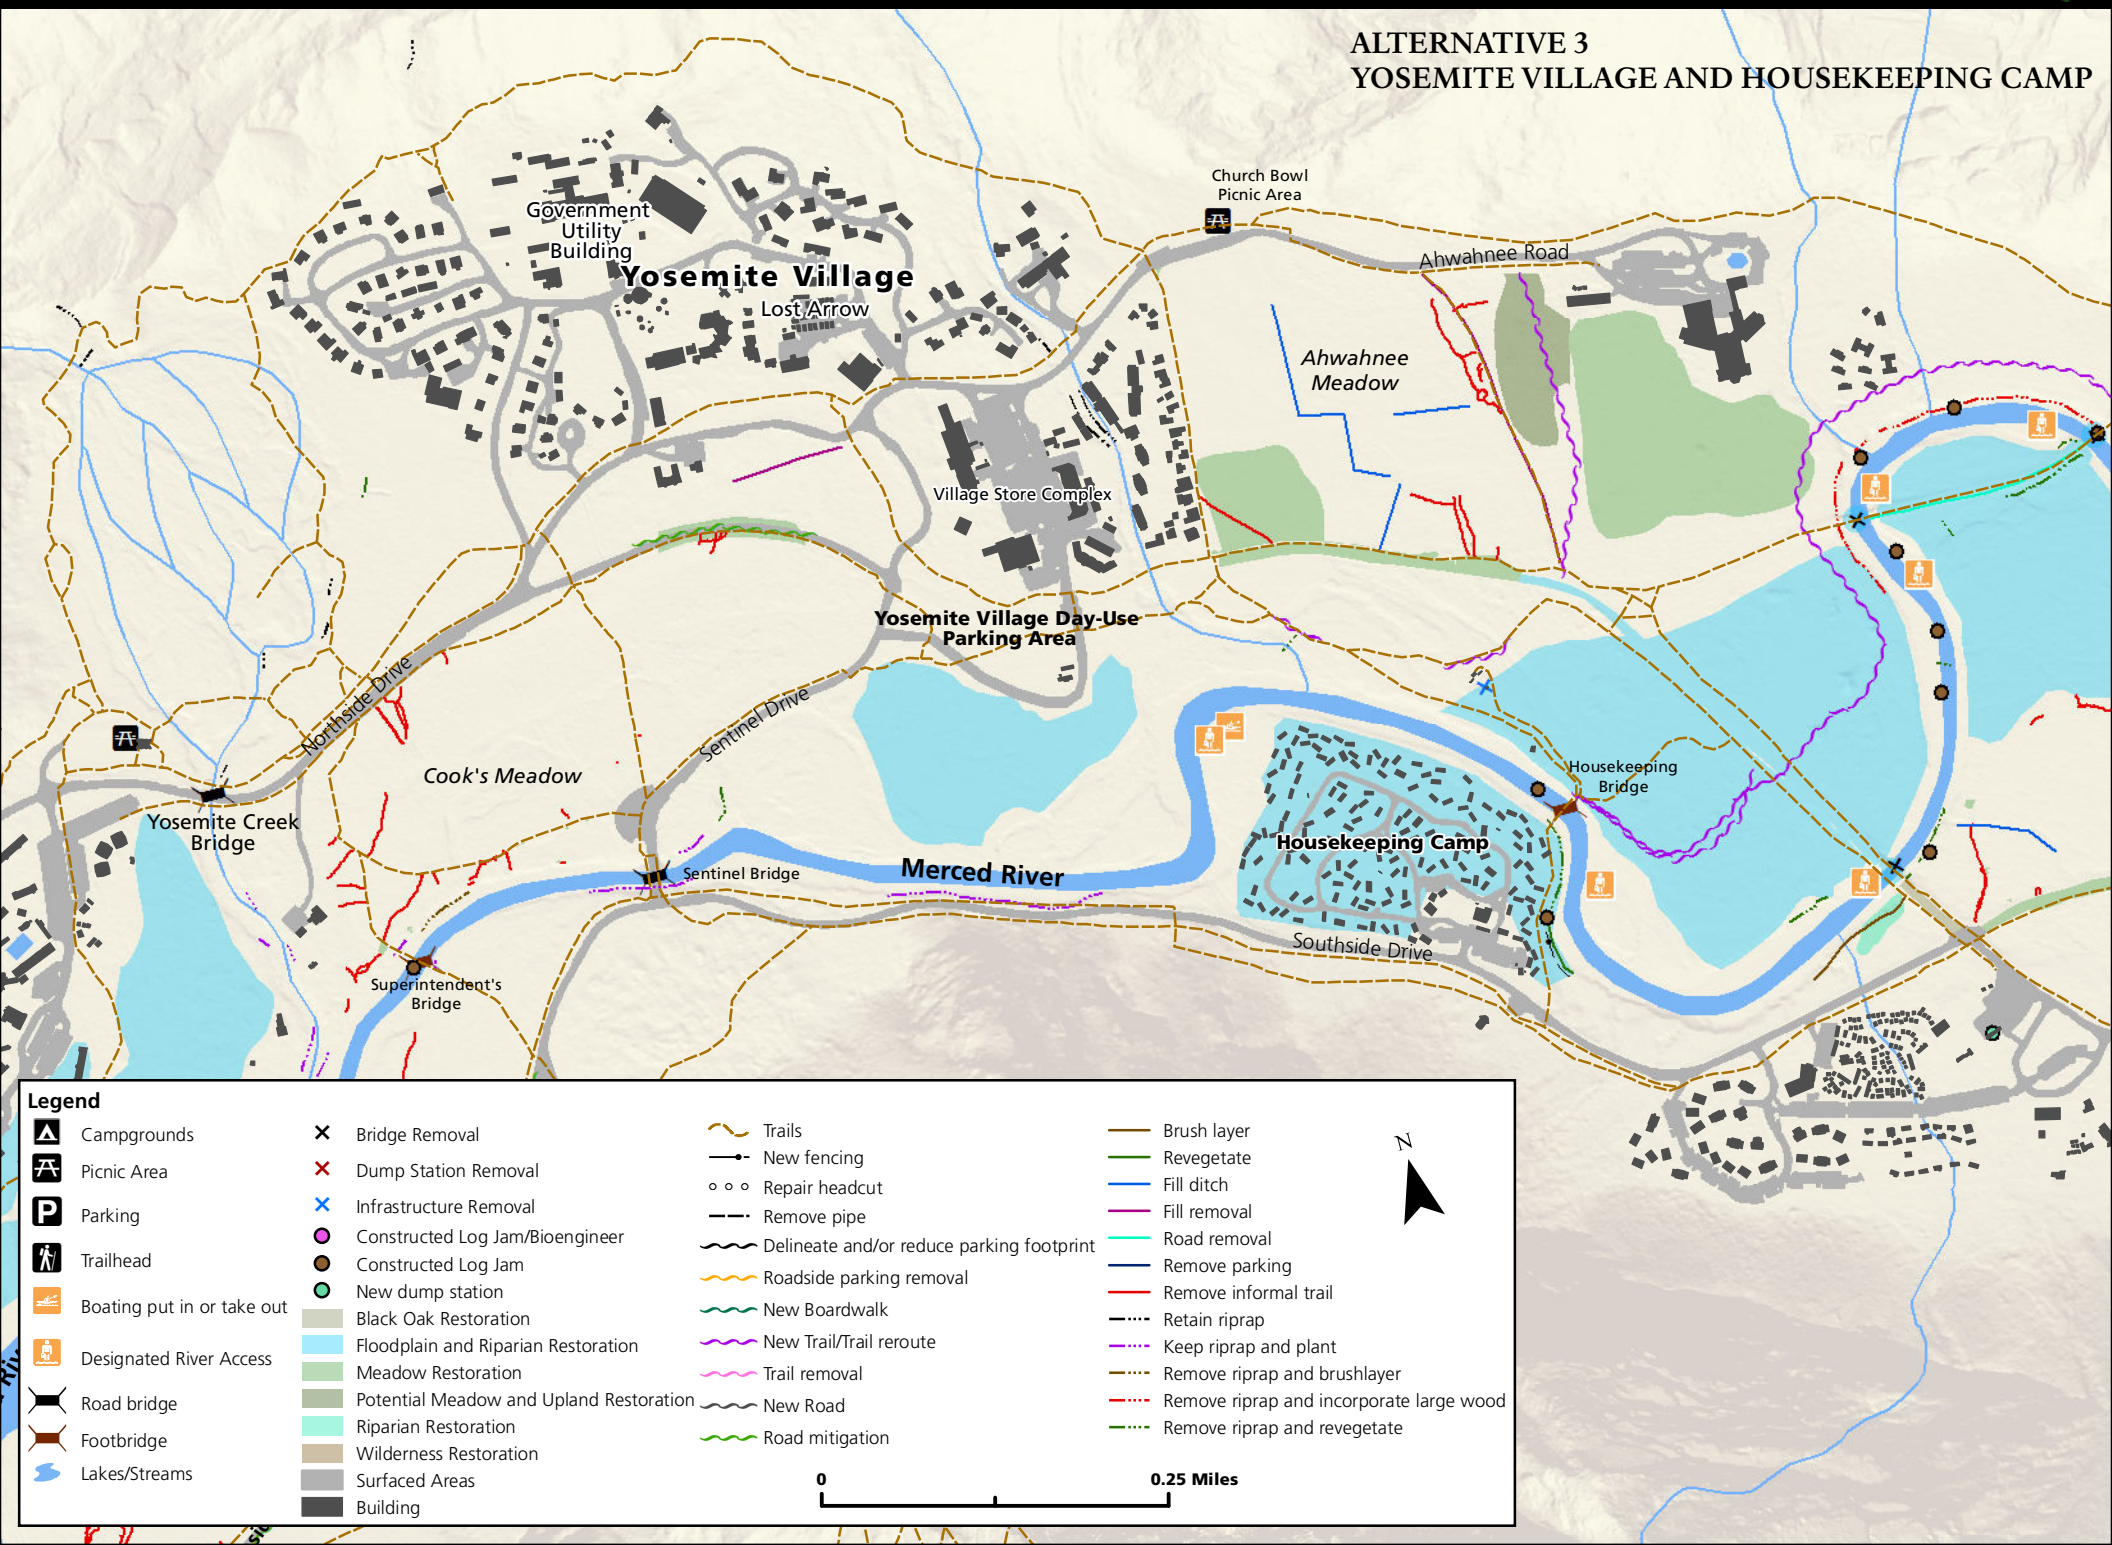 ALTERNATIVE 3
YOSEMITE VILLAGE AND HOUSEKEEPING CAMP
Church Bowl
Picnic Area
Government
Utility
Building
Yosemite Village
Lost Arrow
Ahwahnee Road
Ahwahnee
Meadow
Village Store Complex
Yosemite Village Day-Use
Parking Area
Northside Drive
Sentinel Drive
Cook's Meadow
Yosemite Creek
Bridge
Housekeeping
Bridge
Housekeeping Camp
Merced River
Sentinel Bridge
Southside Drive
Superintendent's
Bridge
Legend
Campgrounds
Picnic Area
P
Parking
Trailhead
Boating put in or take out
Designated River Access
Road bridge
Footbridge
Lakes/Streams
Bridge Removal
Dump Station Removal
Infrastructure Removal
Constructed Log Jam/Bioengineer
Constructed Log Jam
New dump station
Black Oak Restoration
Floodplain and Riparian Restoration
Meadow Restoration
Potential Meadow and Upland Restoration
Riparian Restoration
Wilderness Restoration
Surfaced Areas
Building
Trails
New fencing
Repair headcut
Remove pipe
Delineate and/or reduce parking footprint
Roadside parking removal
New Boardwalk
New Trail/Trail reroute
Trail removal
New Road
Road mitigation
Brush layer
Revegetate
Fill ditch
Fill removal
Road removal
Remove parking
Remove informal trail
Retain riprap
Keep riprap and plant
Remove riprap and brushlayer
Remove riprap and incorporate large wood
Remove riprap and revegetate
N
0 0.25 Miles